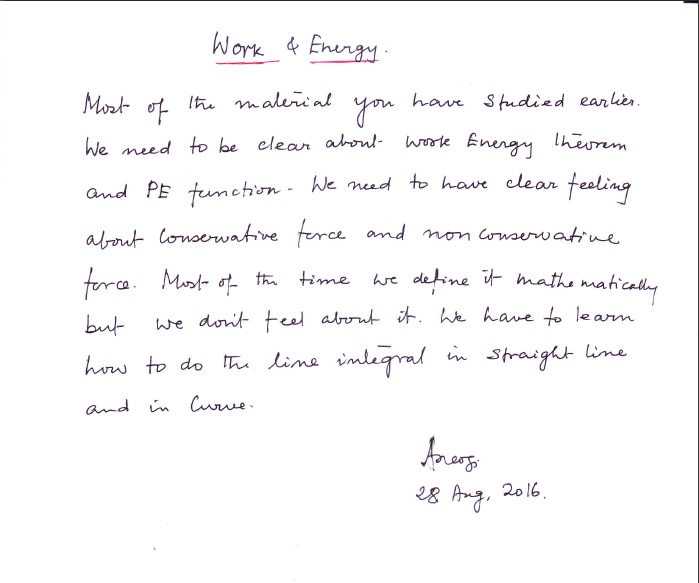 Work & Energy.
Most of the material you have studied earlier.
We need to be clear about work Energy theorem
and PE function - We need to have clear feeling
about Conservative force and non conservative
force. Most of the time we define it mathematically
but we don't feel about it. We have to learn
how to do the line integral in straight line
and in Curve.
28 Aug, 2016.